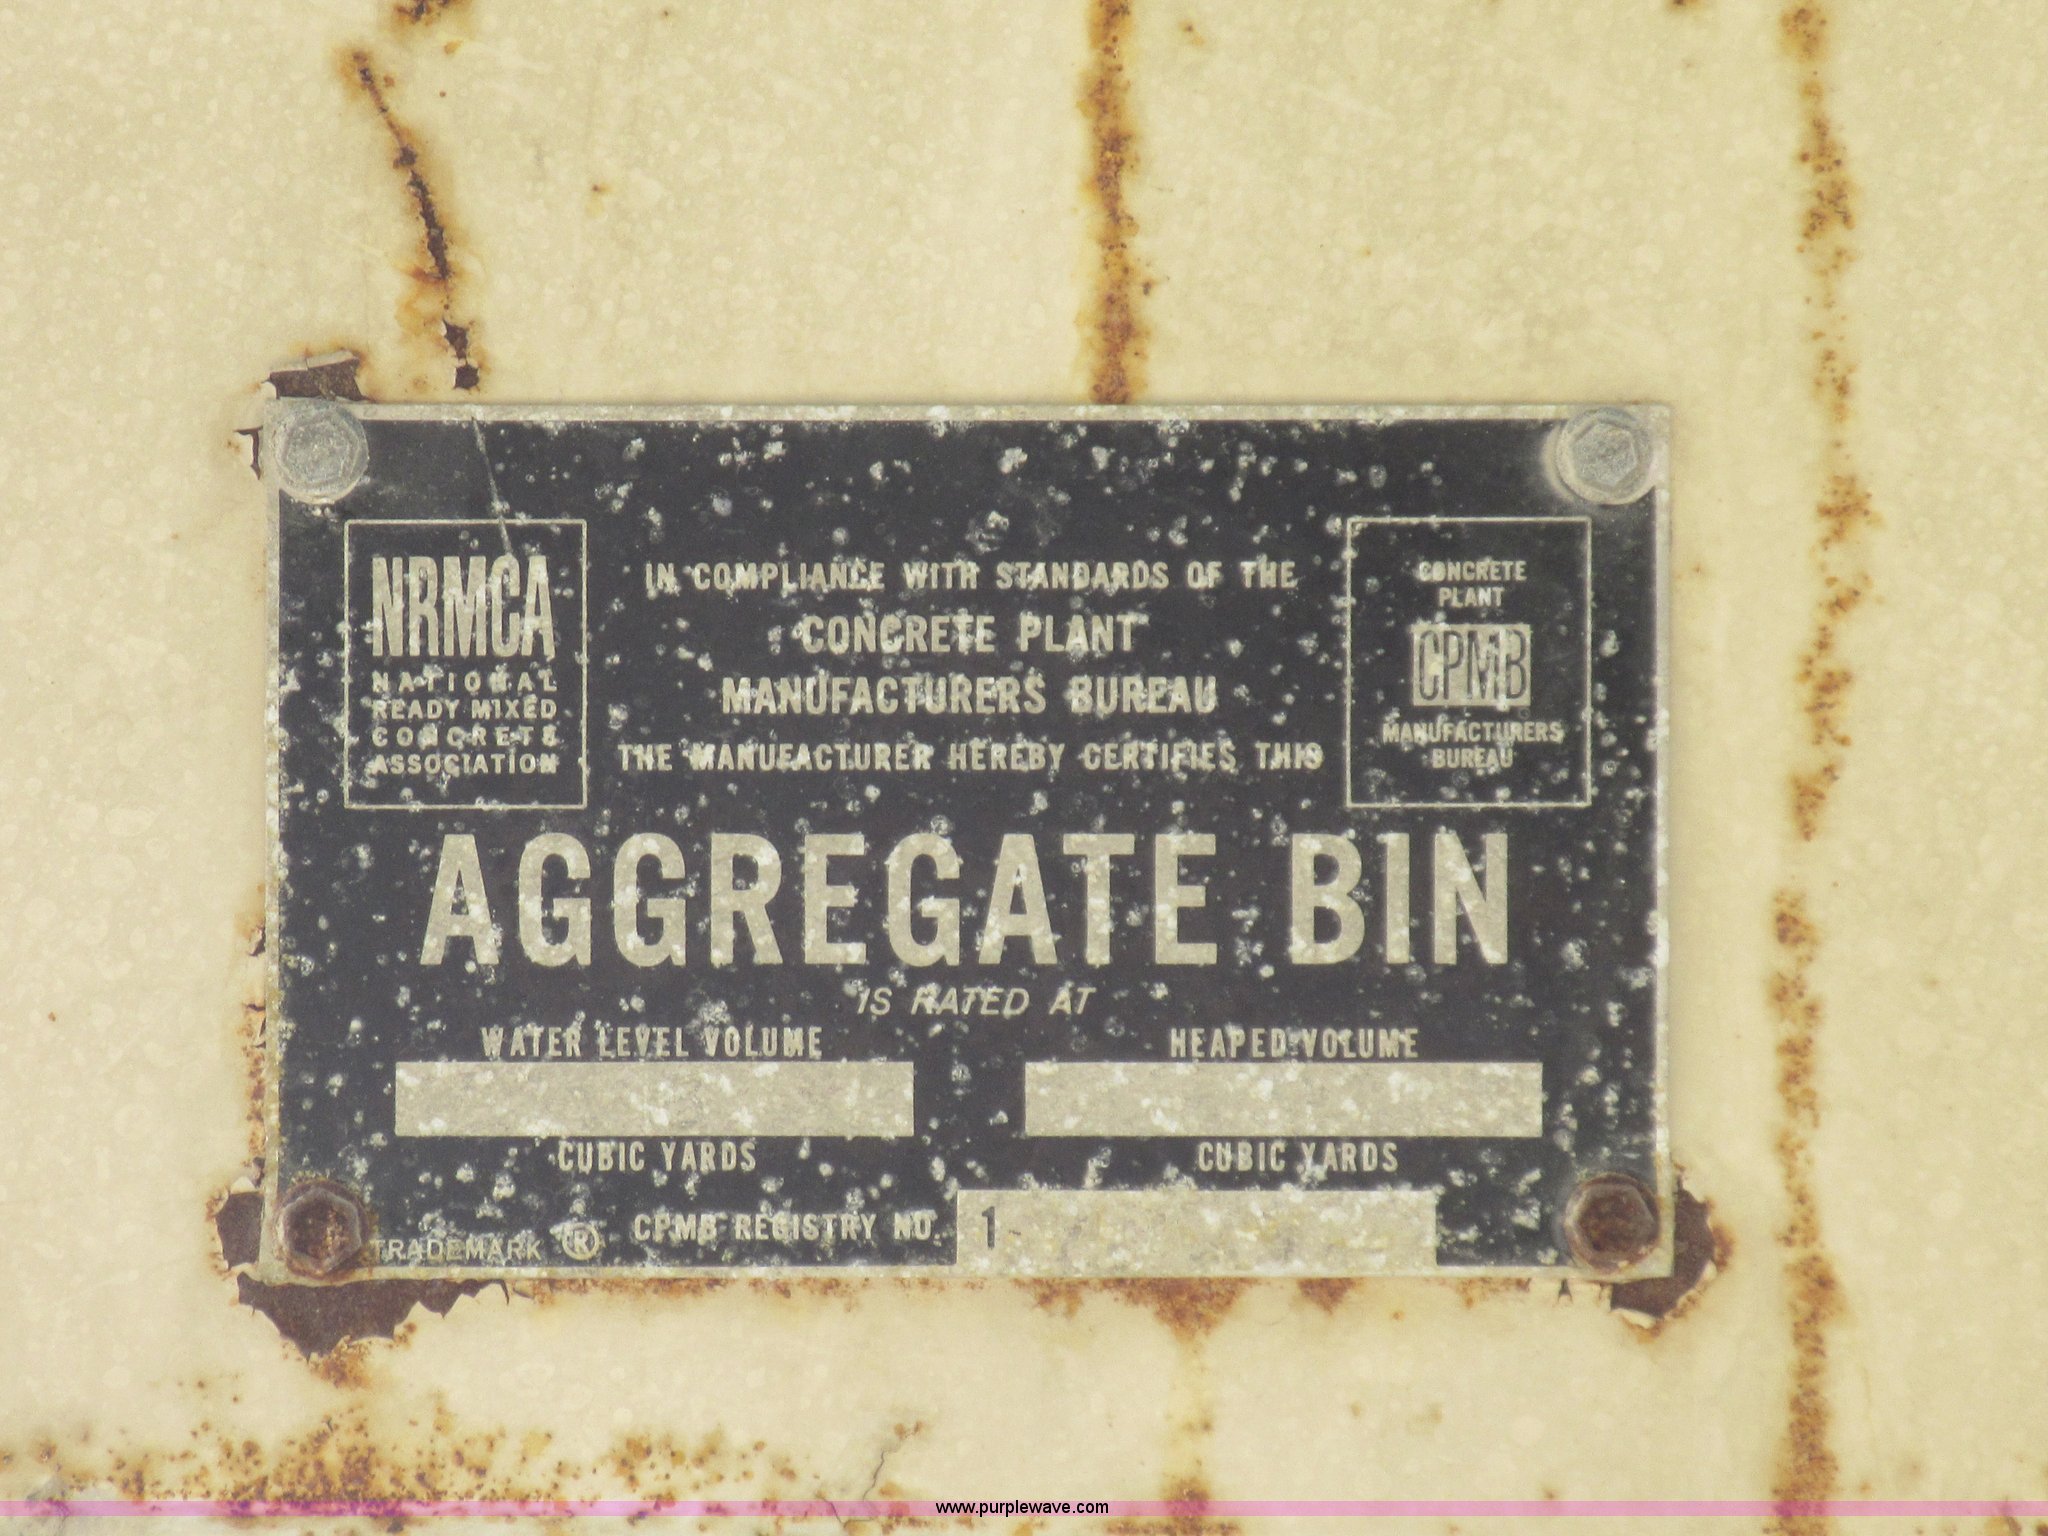 NRMCA
NATIONAL
READY MIXED
CONCRETE
ASSOCIATION
IN COMPLIANCE WITH STANDARDS OF THE
CONCRETE PLANT
MANUFACTURERS BUREAU
THE MANUFACTURER HEREBY CERTIFIES THIS
CONCRETE
PLANT
CPMB
MANUFACTURERS
BUREAU
AGGREGATE BIN
IS RATED AT
WATER LEVEL VOLUME
CUBIC YARDS
HEAPED VOLUME
CUBIC YARDS
TRADEMARK ® CPMB REGISTRY NO. 1-
www.purplewave.com